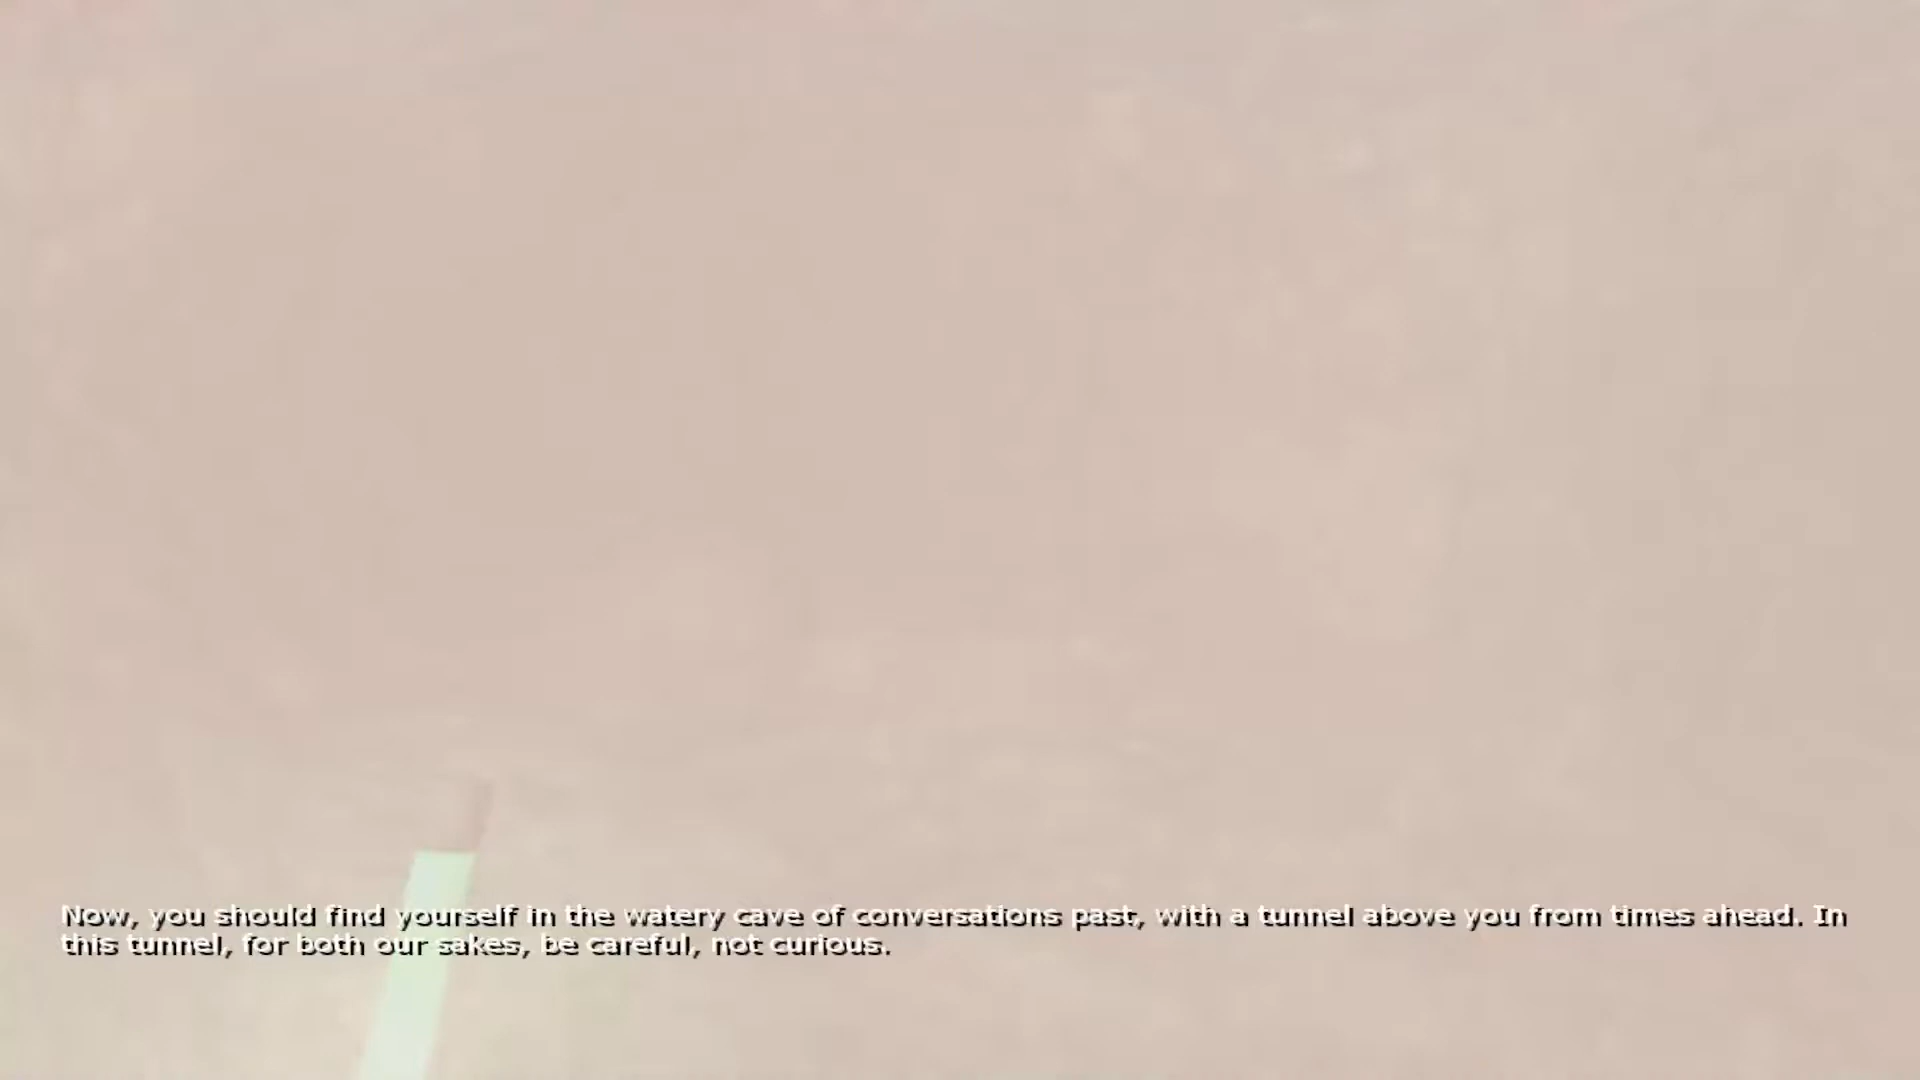 Now, you should find yourself in the watery cave of conversations past, with a tunnel above you from times ahead. In
this tunnel, for both our sakes, be careful, not curious.